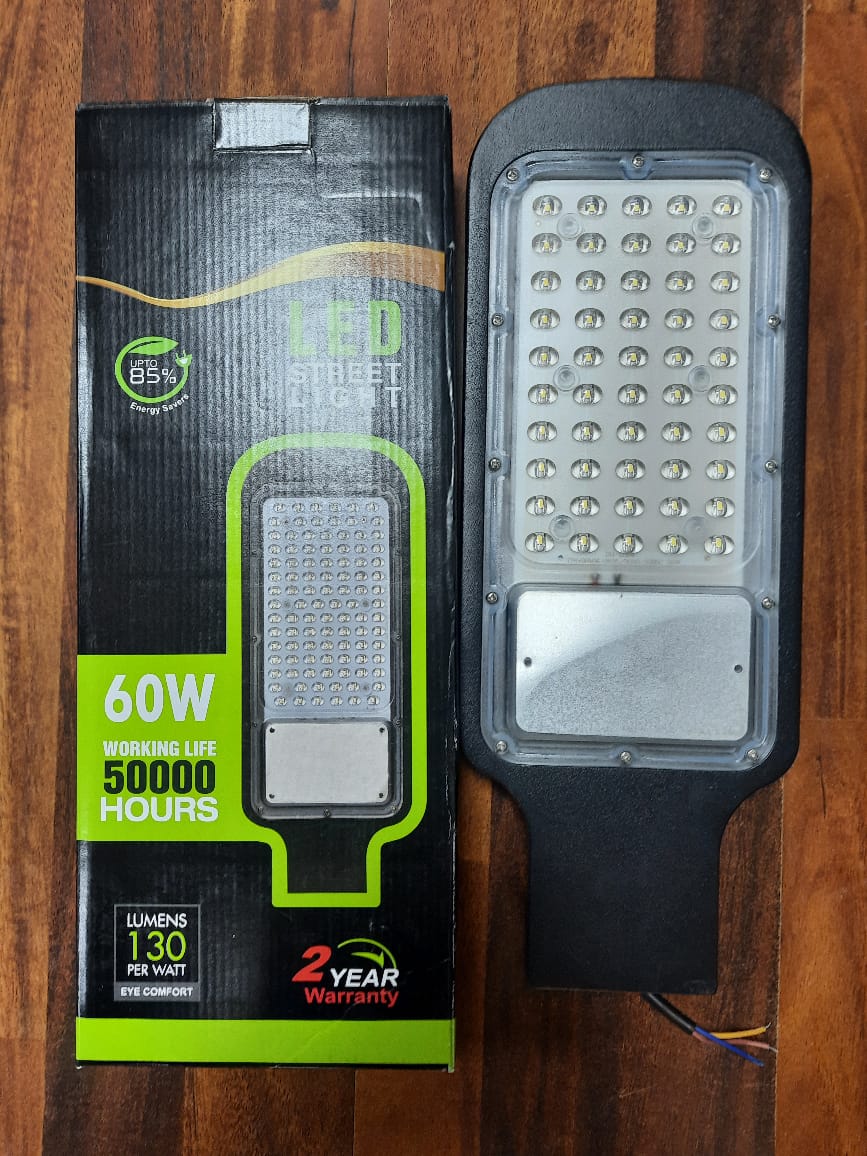 LED
STREET
LIGHT
UPTO
85%
Energy Savers
60W
WORKING LIFE
50000
HOURS
LUMENS
130
PER WATT
EYE COMFORT
2 YEAR
Warranty